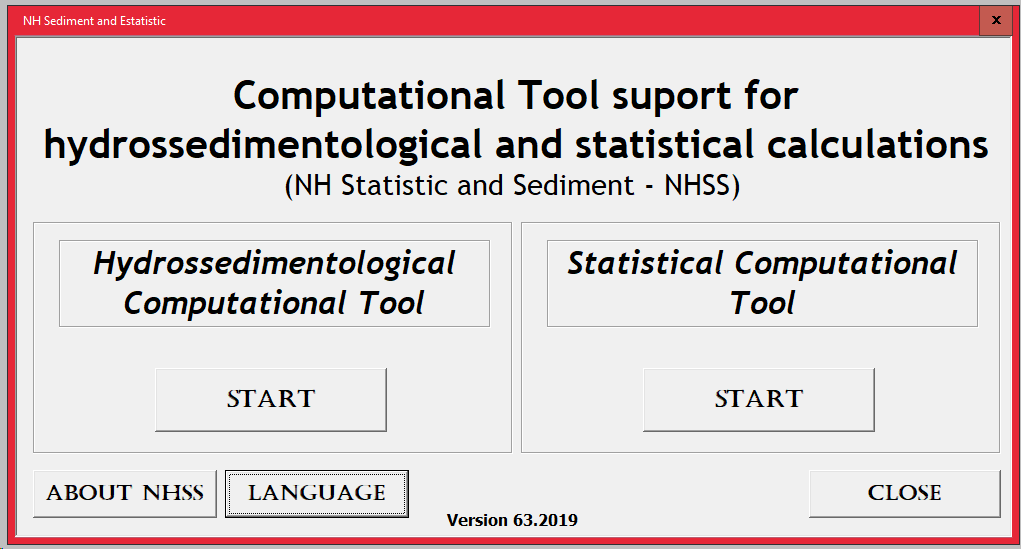 NH Sediment and Estatistic
x
Computational Tool suport for
hydrossedimentological and statistical calculations
(NH Statistic and Sediment - NHSS)
Hydrossedimentological
Computational Tool
Statistical Computational
Tool
START
START
ABOUT NHSS
LANGUAGE
CLOSE
Version 63.2019